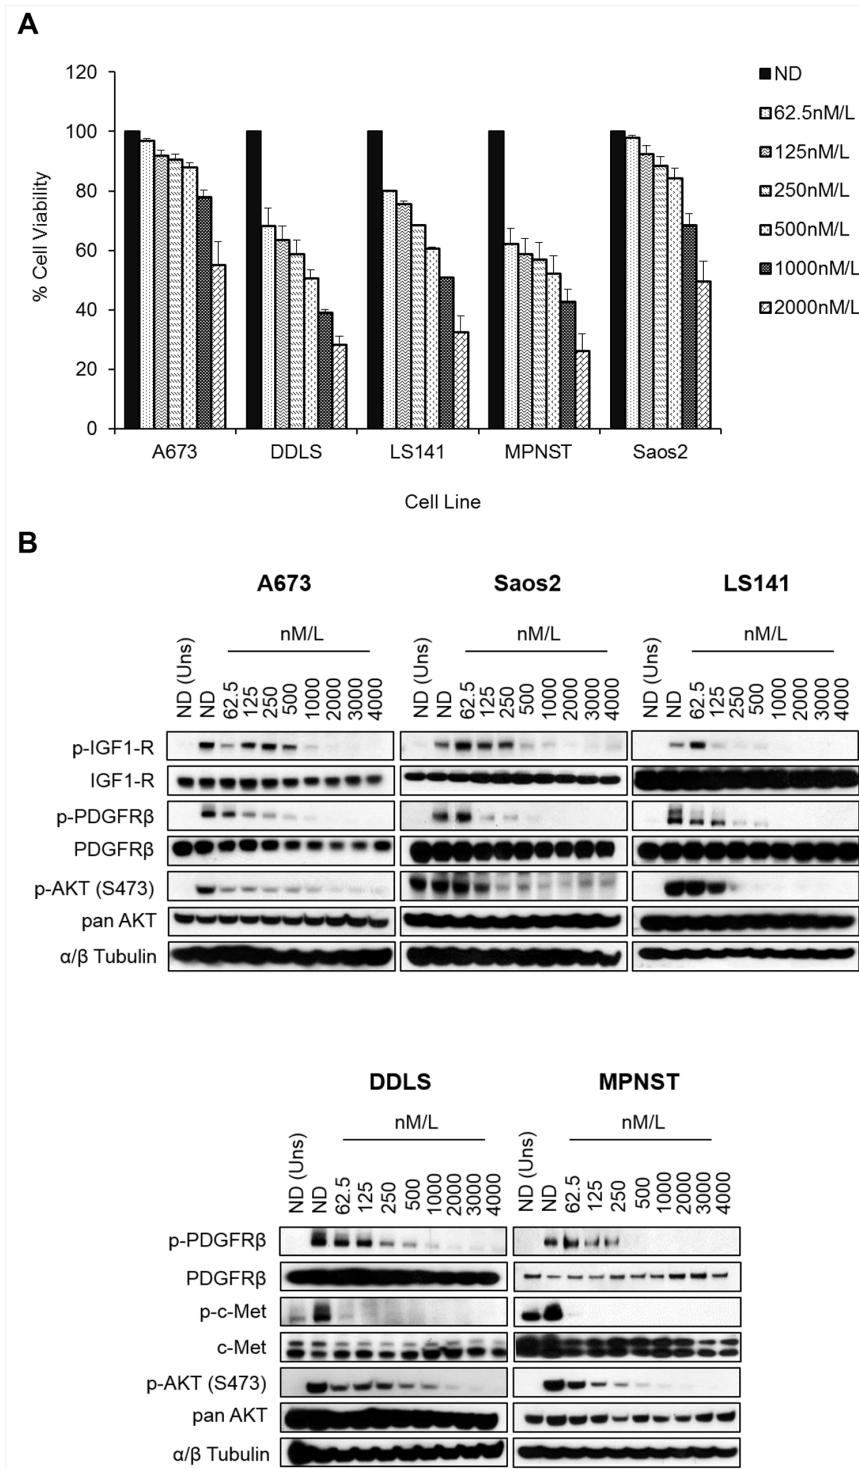 A
120
100
80
60
40
20
0
% Cell Viability
A673 DDLS LS141 MPNST Saos2
Cell Line
ND
62.5nM/L
125nM/L
250nM/L
500nM/L
1000nM/L
2000nM/L
B
A673 Saos2 LS141
nM/L nM/L nM/L
ND (Uns) ND 62.5 125 250 500 1000 2000 3000 4000 ND (Uns) ND 62.5 125 250 500 1000 2000 3000 4000 ND (Uns) ND 62.5 125 250 500 1000 2000 3000 4000
p-IGF1-R
IGF1-R
p-PDGFRβ
PDGFRβ
p-AKT (S473)
pan AKT
α/β Tubulin
DDLS MPNST
nM/L nM/L
ND (Uns) ND 62.5 125 250 500 1000 2000 3000 4000 ND (Uns) ND 62.5 125 250 500 1000 2000 3000 4000
p-PDGFRβ
PDGFRβ
p-c-Met
c-Met
p-AKT (S473)
pan AKT
α/β Tubulin